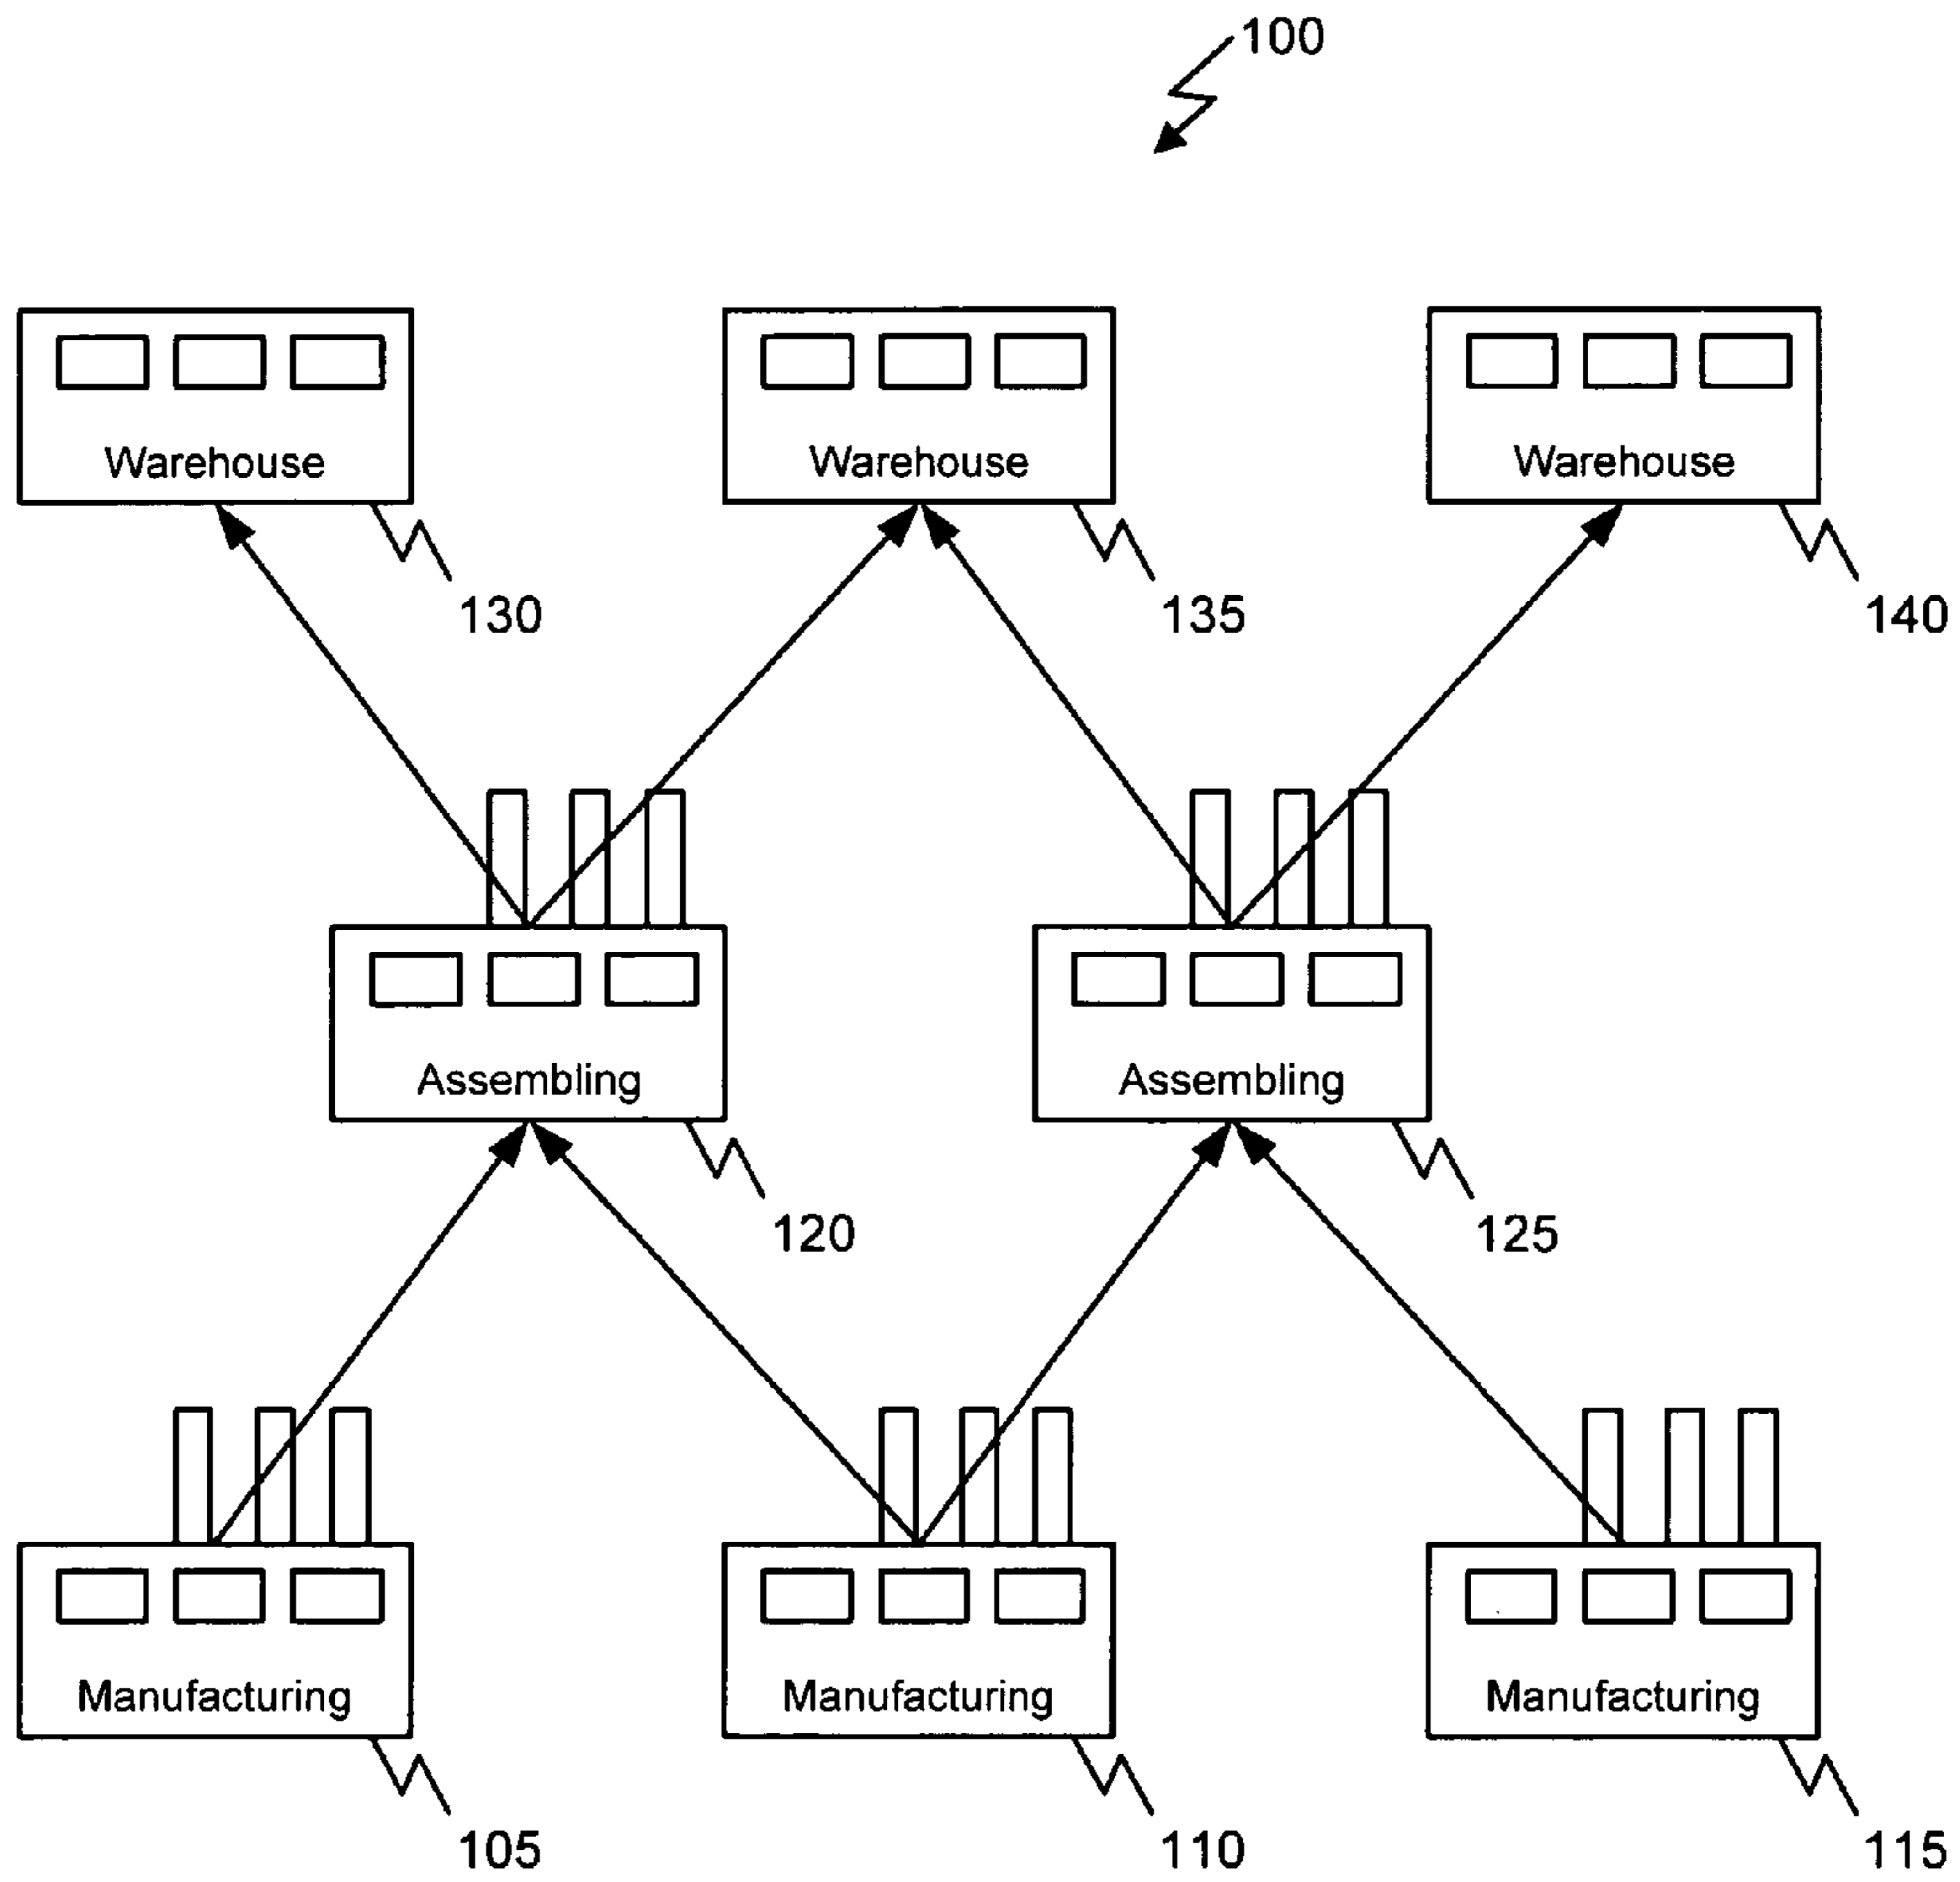 100
Warehouse
Warehouse
Warehouse
130
135
140
Assembling
Assembling
120
125
Manufacturing
Manufacturing
Manufacturing
105
110
115